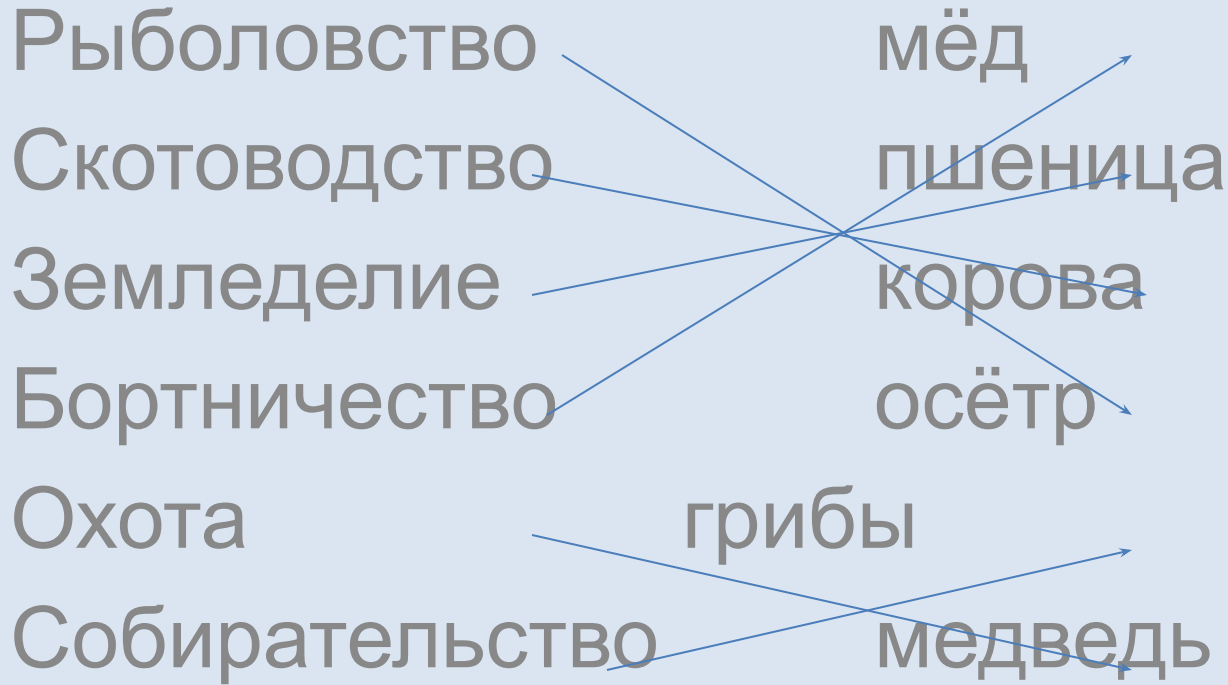 Рыболовство мёд
Скотоводство пшеница
Земледелие корова
Бортничество осётр
Охота грибы
Собирательство медведь